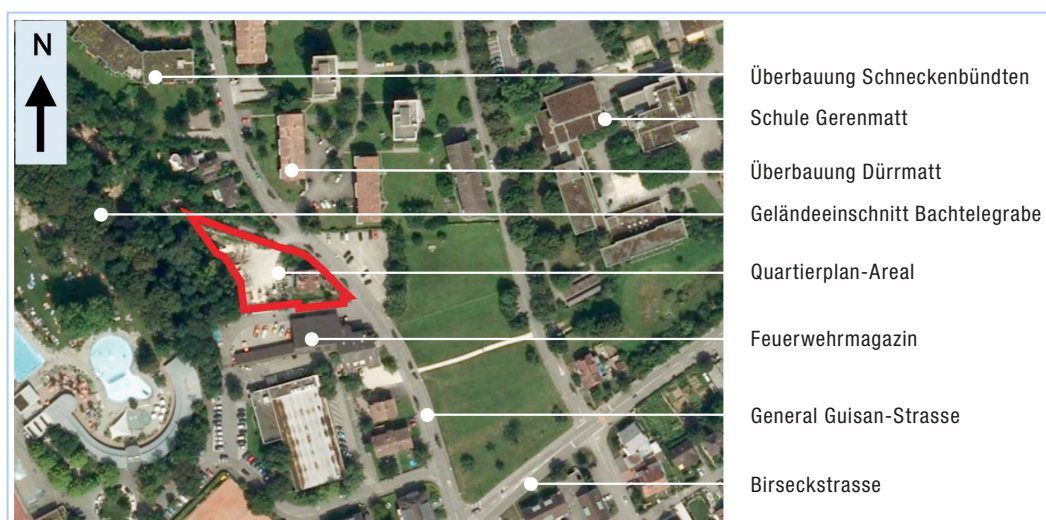 N
Überbauung Schneckenbündten
Schule Gerenmatt
Überbauung Dürrmatt
Geländeeinschnitt Bachtelegrabe
Quartierplan-Areal
Feuerwehrmagazin
General Guisan-Strasse
Birseckstrasse